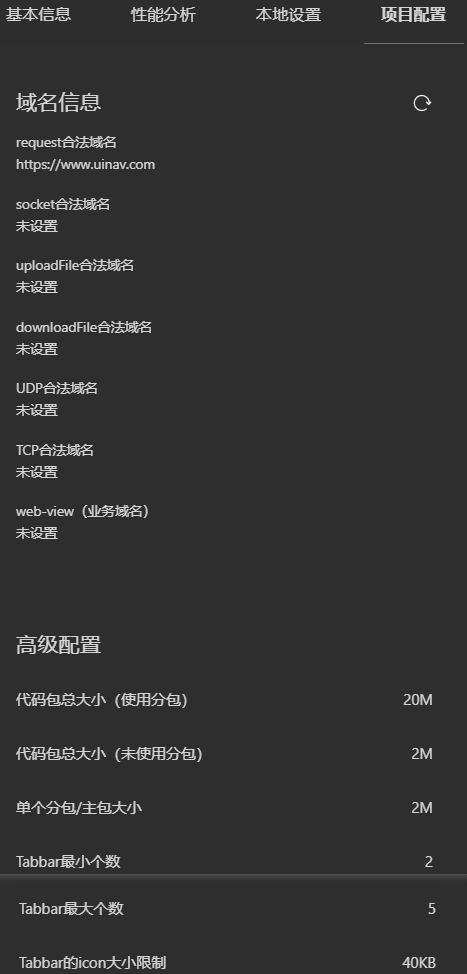 基本信息 性能分析 本地设置 项目配置
域名信息
request合法域名
https://www.uinav.com
socket合法域名
未设置
uploadFile合法域名
未设置
downloadFile合法域名
未设置
UDP合法域名
未设置
TCP合法域名
未设置
web-view（业务域名）
未设置
高级配置
代码包总大小（使用分包） 20M
代码包总大小（未使用分包） 2M
单个分包/主包大小 2M
Tabbar最小个数 2
Tabbar最大个数 5
Tabbar的icon大小限制 40KB